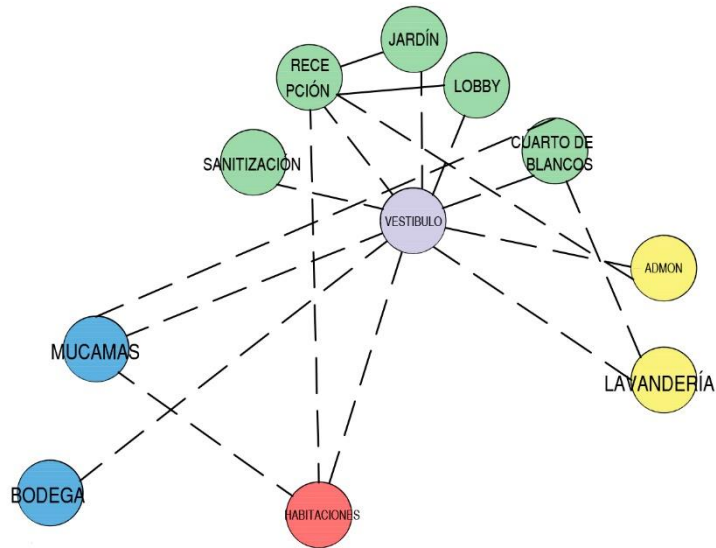 JARDÍN
RECE
PCIÓN
LOBBY
CUARTO DE
BLANCOS
SANITIZACIÓN
VESTIBULO
ADMON
MUCAMAS
LAVANDERÍA
BODEGA
HABITACIONES